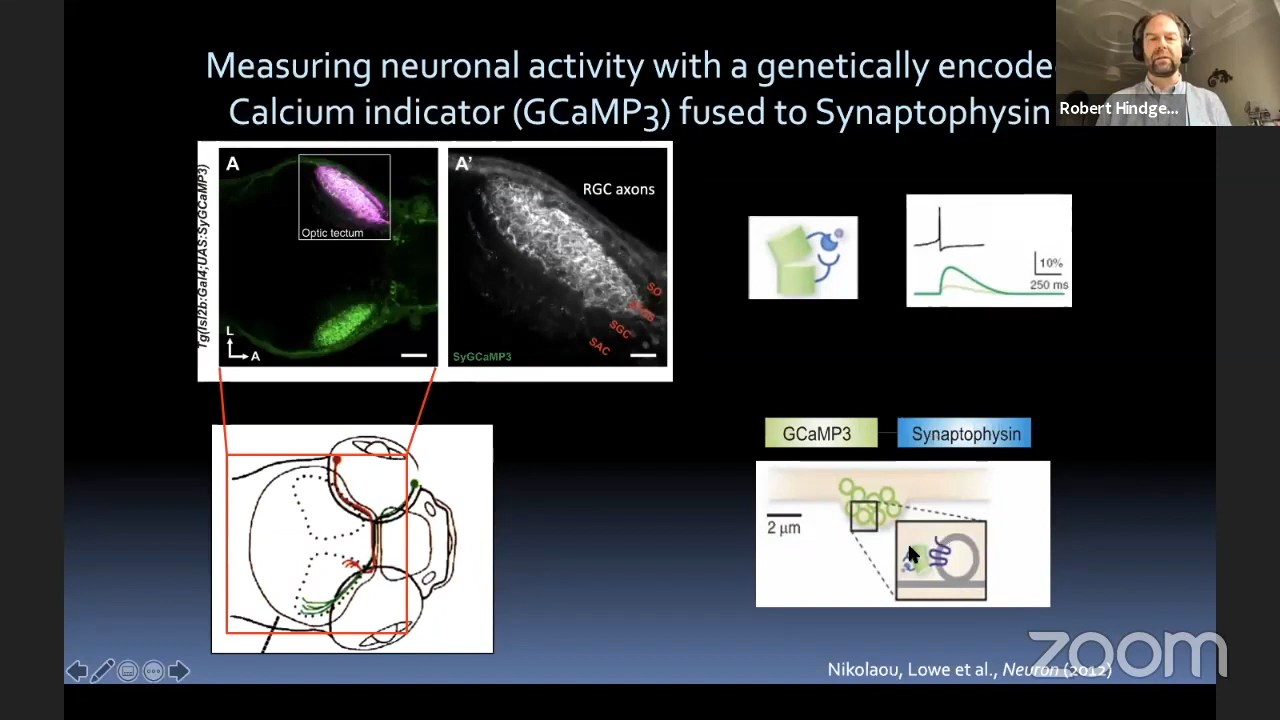 Measuring neuronal activity with a genetically encode
Calcium indicator (GCaMP3) fused to Synaptophysin
Robert Hindge...
Tg(Isl2b:Gal4;UAS:SyGCaMP3)
A
Optic tectum
L
A
A'
RGC axons
SO
SGC
SAC
SyGCaMP3
10%
250 ms
GCaMP3
Synaptophysin
2 µm
zoom
Nikolaou, Lowe et al., Neuron (2012)